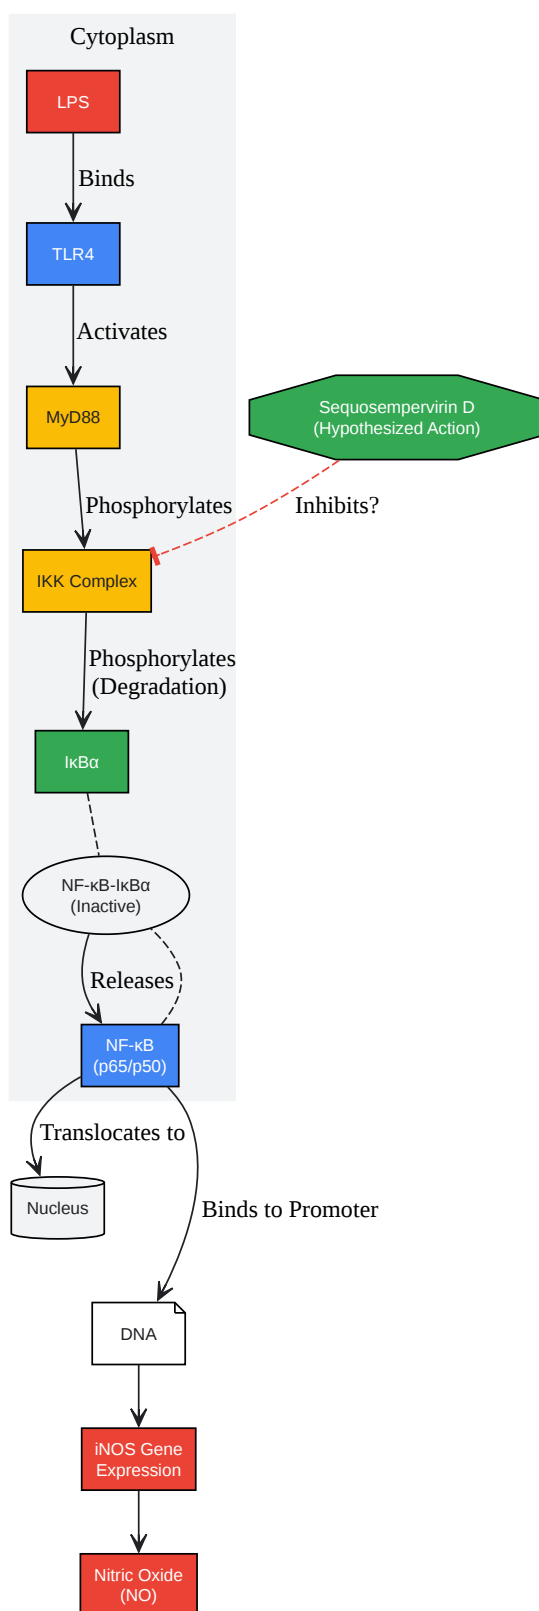 Cytoplasm
LPS
Binds
TLR4
Activates
MyD88
Sequosempervirin D
(Hypothesized Action)
Phosphorylates
Inhibits?
IKK Complex
Phosphorylates
(Degradation)
IκBα
NF-κB-IκBα
(Inactive)
Releases
NF-κB
(p65/p50)
Translocates to
Nucleus
Binds to Promoter
DNA
iNOS Gene
Expression
Nitric Oxide
(NO)